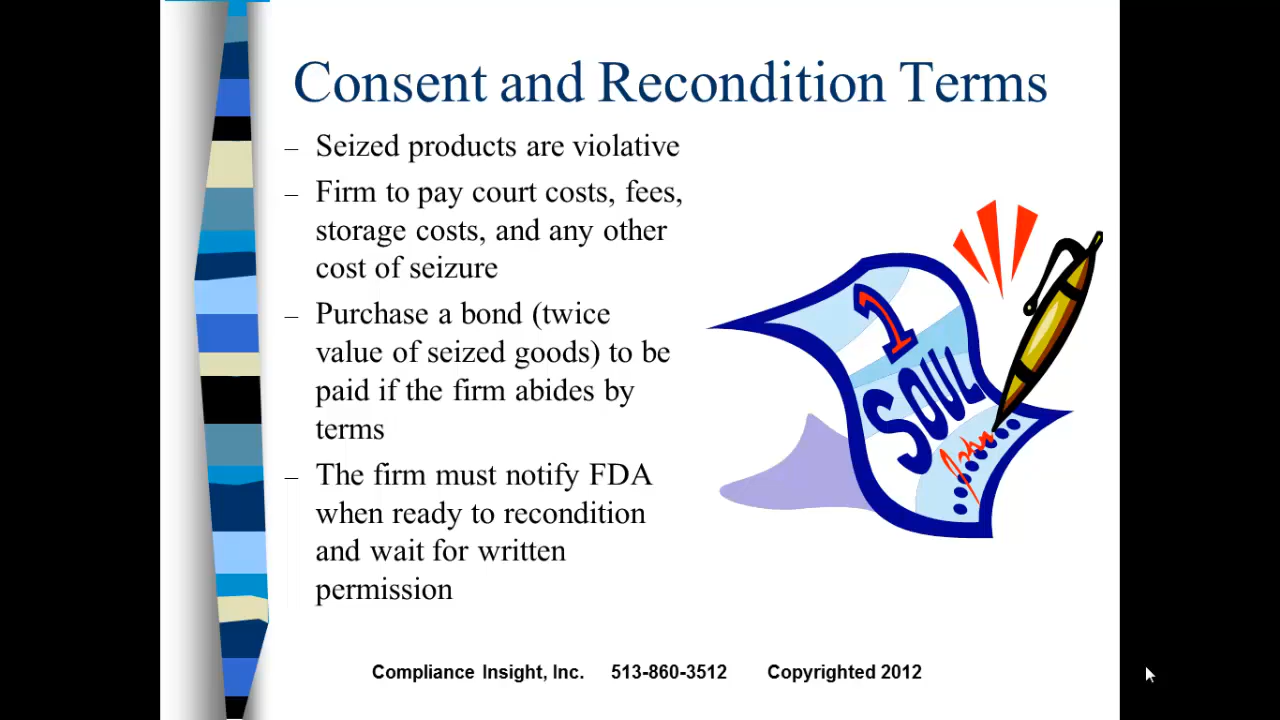 Consent and Recondition Terms
– Seized products are violative
– Firm to pay court costs, fees,
storage costs, and any other
cost of seizure
– Purchase a bond (twice
value of seized goods) to be
paid if the firm abides by
terms
– The firm must notify FDA
when ready to recondition
and wait for written
permission
1
SOUL
John
Compliance Insight, Inc. 513-860-3512 Copyrighted 2012